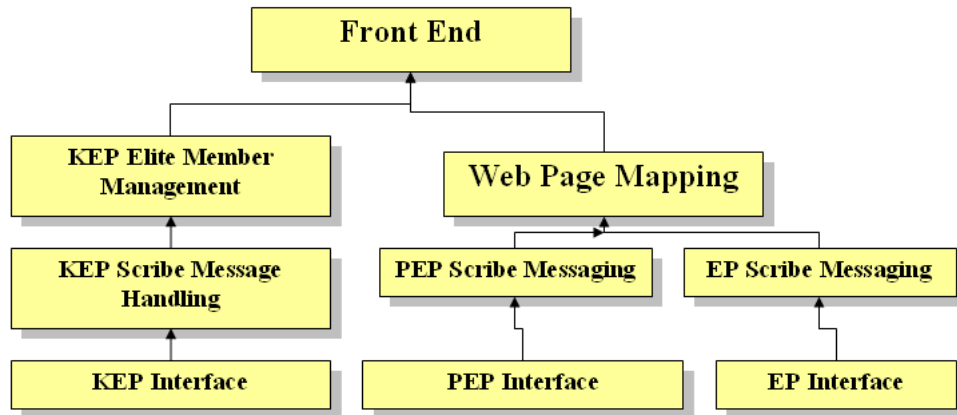 Front End
KEP Elite Member
Management
Web Page Mapping
KEP Scribe Message
Handling
PEP Scribe Messaging
EP Scribe Messaging
KEP Interface
PEP Interface
EP Interface